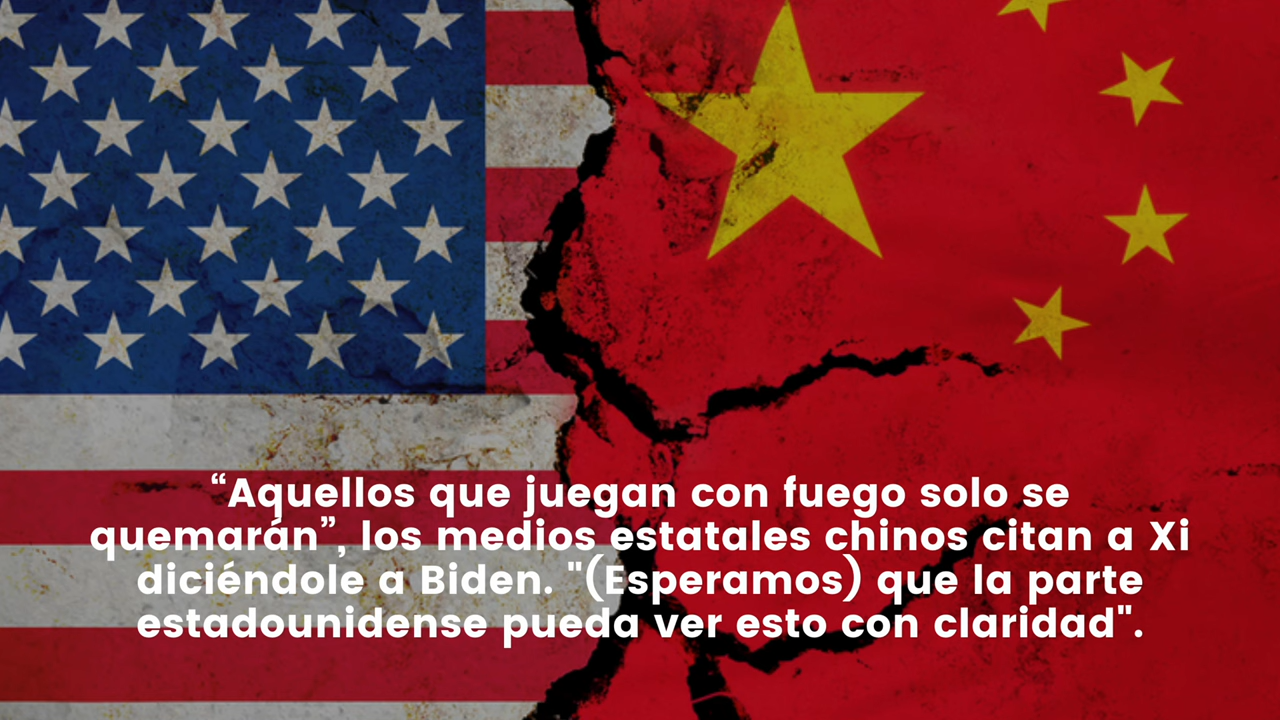 “Aquellos que juegan con fuego solo se
quemarán”, los medios estatales chinos citan a Xi
diciéndole a Biden. "(Esperamos) que la parte
estadounidense pueda ver esto con claridad".